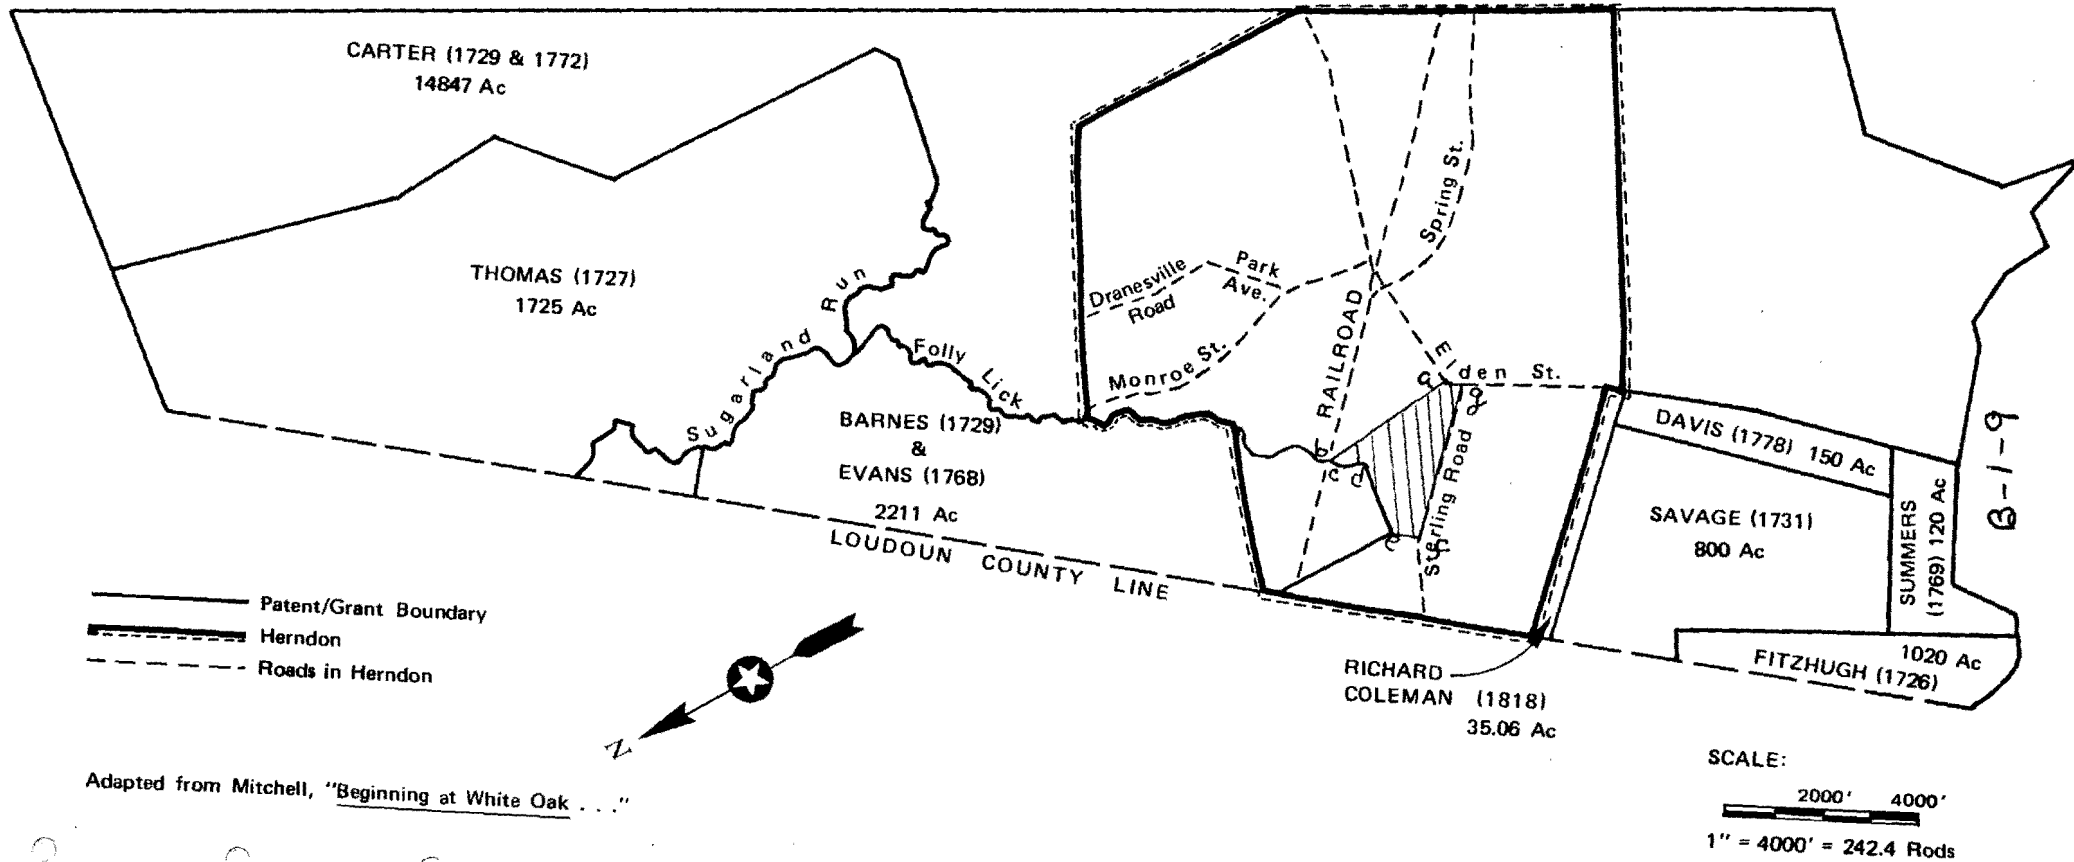 CARTER (1729 & 1772)
14847 Ac
THOMAS (1727)
1725 Ac
Sugarland Run
Folly Lick
BARNES (1729)
&
EVANS (1768)
2211 Ac
LOUDOUN COUNTY LINE
Dranesville
Road
Park
Ave.
Monroe St.
RAILROAD
Spring St.
Elden St.
Sterling Road
DAVIS (1778) 150 Ac
SAVAGE (1731)
800 Ac
SUMMERS
(1769) 120 Ac
B-1-9
1020 Ac
FITZHUGH (1726)
RICHARD
COLEMAN (1818)
35.06 Ac
Patent/Grant Boundary
Herndon
Roads in Herndon
N
Adapted from Mitchell, "Beginning at White Oak . . ."
SCALE:
2000' 4000'
1" = 4000' = 242.4 Rods